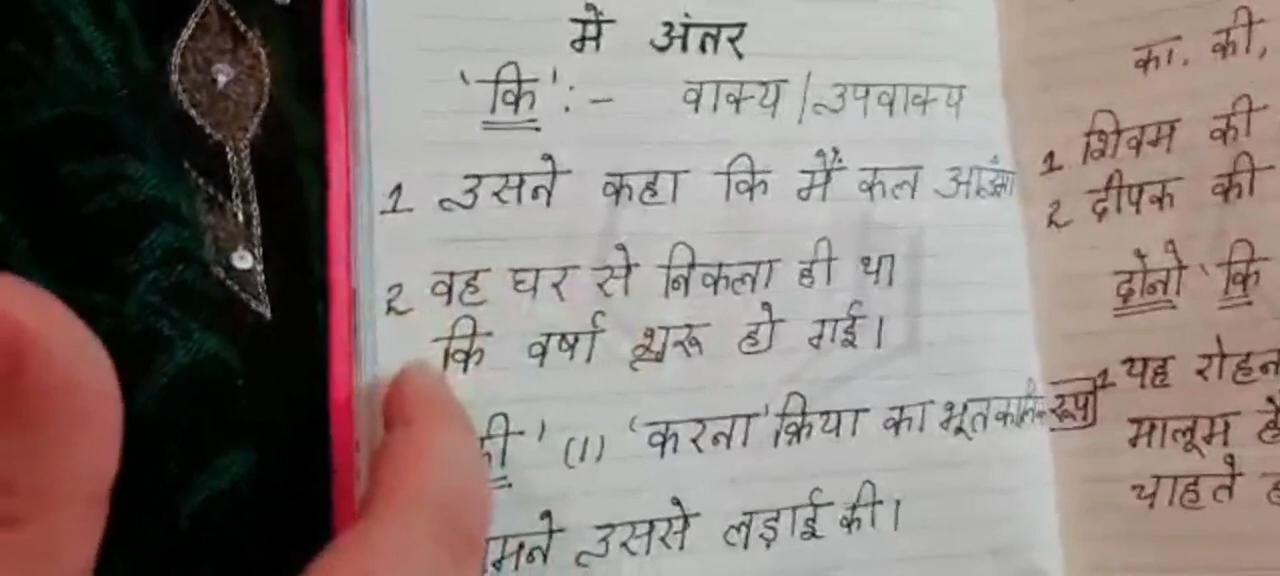 में अंतर
'कि' :- वाक्य / उपवाक्य
1 उसने कहा कि मैं कल
2 वह घर से निकला ही था
कि वर्षा शुरू हो गई।
(1) 'करना' क्रिया का भूतकालिक रूप
उससे लड़ाई की।
का. की,
1 शिवम की
2 दीपक की
दोनो 'कि
1 यह रोहन
मालूम है
चाहते